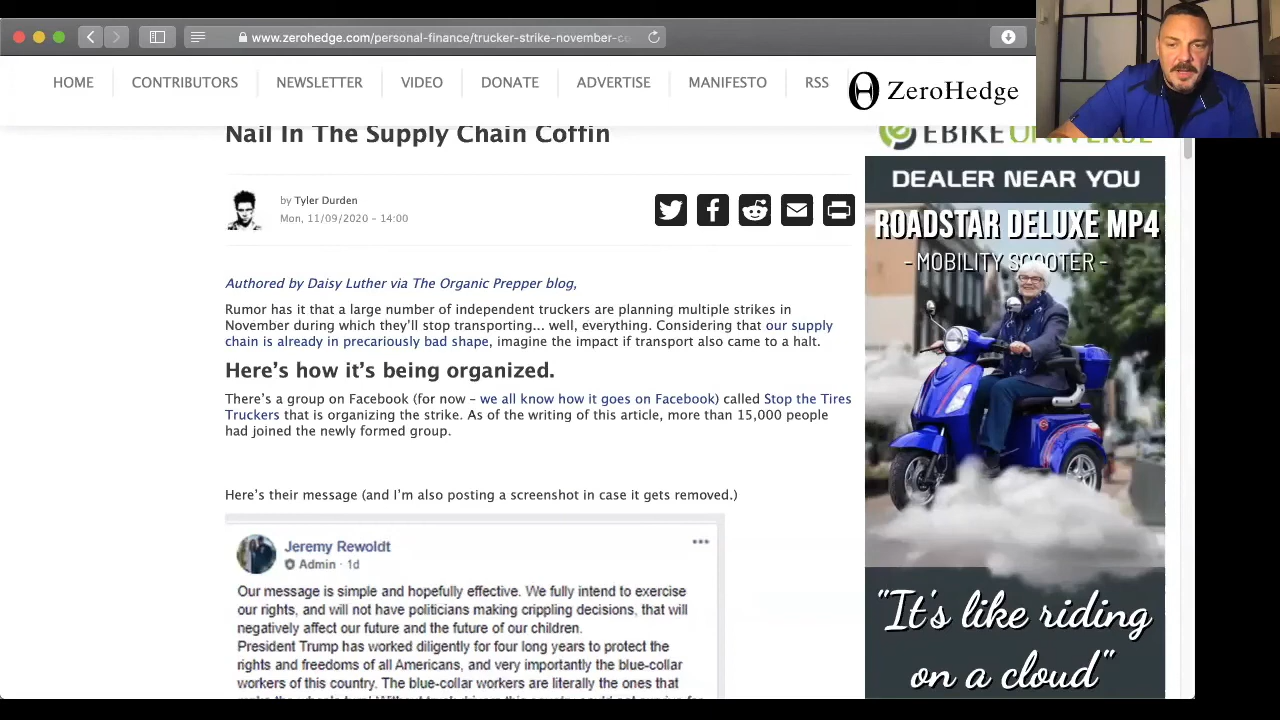 www.zerohedge.com/personal-finance/trucker-strike-november-c
HOME
CONTRIBUTORS
NEWSLETTER
VIDEO
DONATE
ADVERTISE
MANIFESTO
RSS
ZeroHedge
Nail In The Supply Chain Coffin
by Tyler Durden
Mon, 11/09/2020 - 14:00
Authored by Daisy Luther via The Organic Prepper blog,
Rumor has it that a large number of independent truckers are planning multiple strikes in
November during which they’ll stop transporting... well, everything. Considering that our supply
chain is already in precariously bad shape, imagine the impact if transport also came to a halt.
Here’s how it’s being organized.
There’s a group on Facebook (for now – we all know how it goes on Facebook) called Stop the Tires
Truckers that is organizing the strike. As of the writing of this article, more than 15,000 people
had joined the newly formed group.
Here’s their message (and I’m also posting a screenshot in case it gets removed.)
Jeremy Rewoldt
Admin · 1d
Our message is simple and hopefully effective. We fully intend to exercise
our rights, and will not have politicians making crippling decisions, that will
negatively affect our future and the future of our children.
President Trump has worked diligently for four long years to protect the
rights and freedoms of all Americans, and very importantly the blue-collar
workers of this country. The blue-collar workers are literally the ones that
EBIKE UNIVERSE
DEALER NEAR YOU
ROADSTAR DELUXE MP4
- MOBILITY SCOOTER -
"It's like riding
on a cloud"